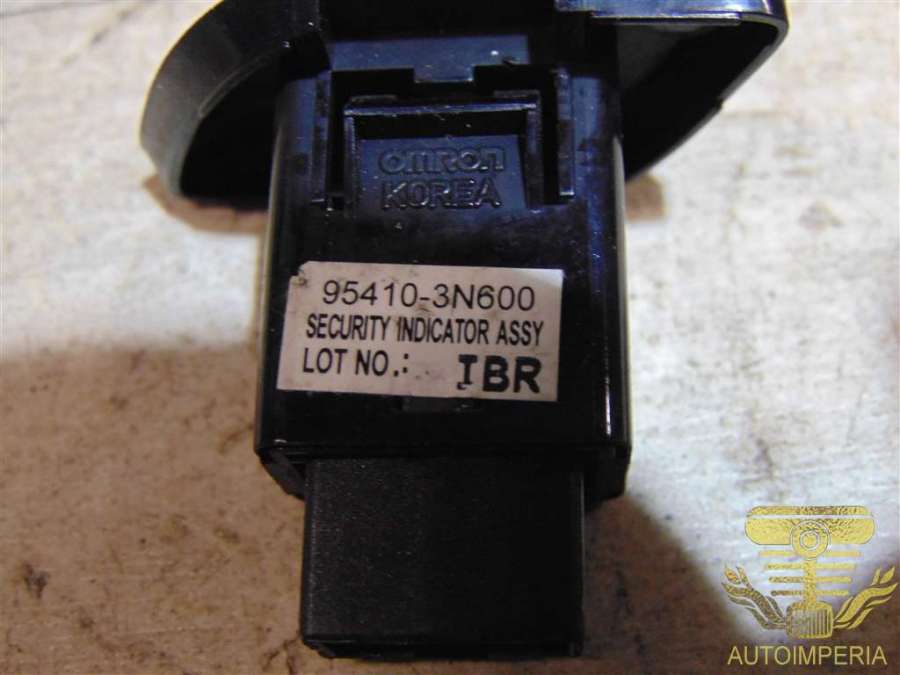 omron
KOREA
95410-3N600
SECURITY INDICATOR ASSY
LOT NO.: IBR
AUTOIMPERIA